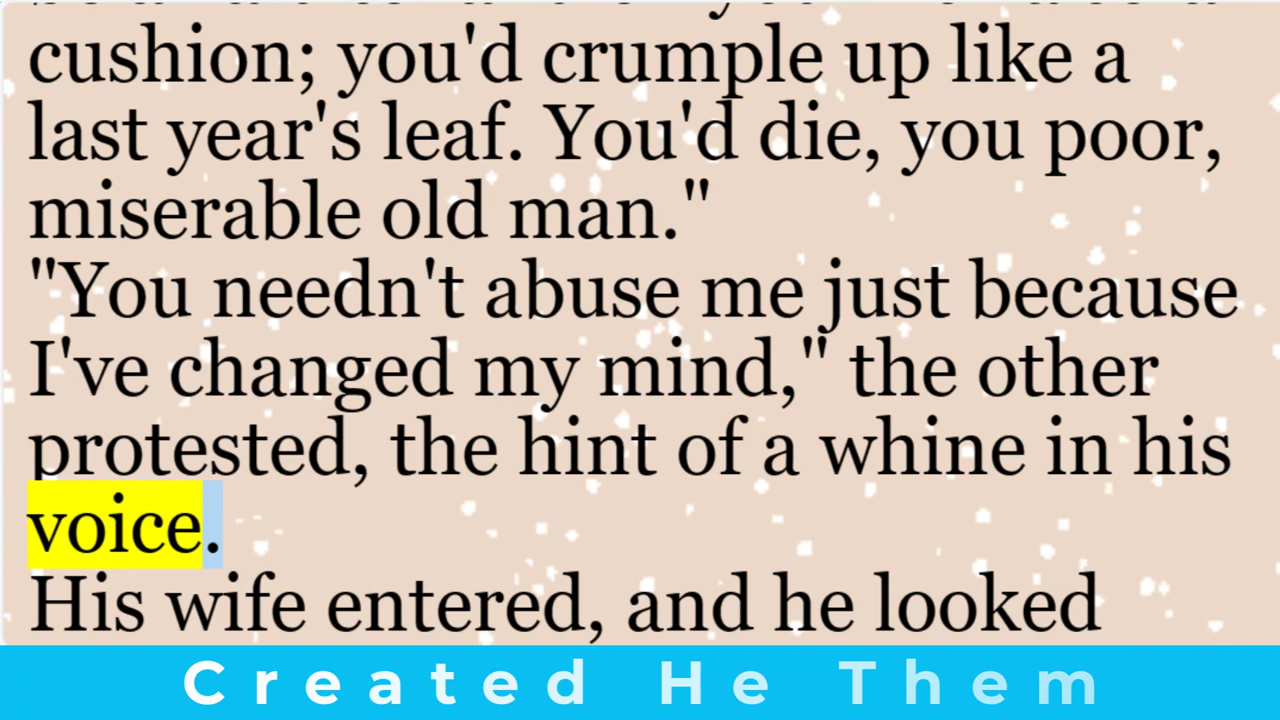 cushion; you'd crumple up like a
last year's leaf. You'd die, you poor,
miserable old man."
"You needn't abuse me just because
I've changed my mind," the other
protested, the hint of a whine in his
voice.
His wife entered, and he looked
Created He Them